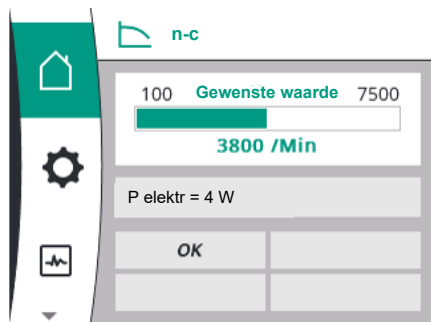 n-c
100 Gewenste waarde 7500
3800 /Min
P elektr = 4 W
OK